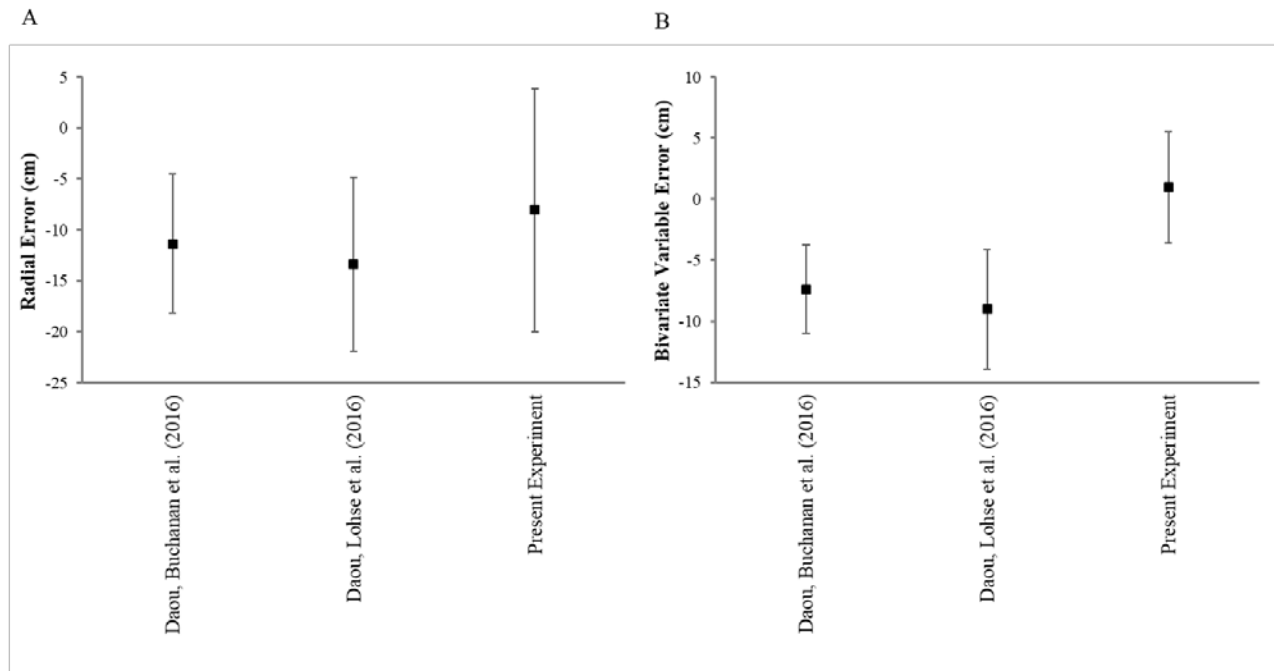 A
B
Radial Error (cm)
5
0
-5
-10
-15
-20
-25
Daou, Buchanan et al. (2016)
Daou, Lohse et al. (2016)
Present Experiment
Bivariate Variable Error (cm)
10
5
0
-5
-10
-15
Daou, Buchanan et al. (2016)
Daou, Lohse et al. (2016)
Present Experiment